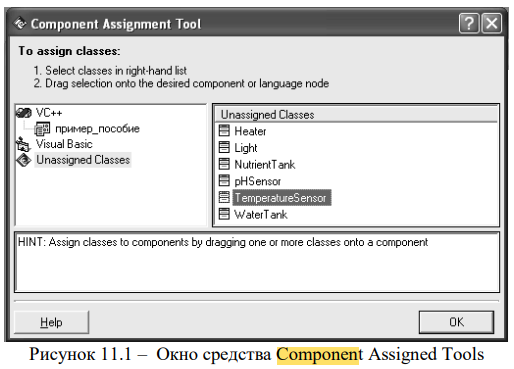 Component Assignment Tool
To assign classes:
1. Select classes in right-hand list
2. Drag selection onto the desired component or language node
VC++
пример_пособие
Visual Basic
Unassigned Classes
Unassigned Classes
Heater
Light
NutrientTank
pHSensor
TemperatureSensor
WaterTank
HINT: Assign classes to components by dragging one or more classes onto a component
Help
OK
Рисунок 11.1 – Окно средства Component Assigned Tools